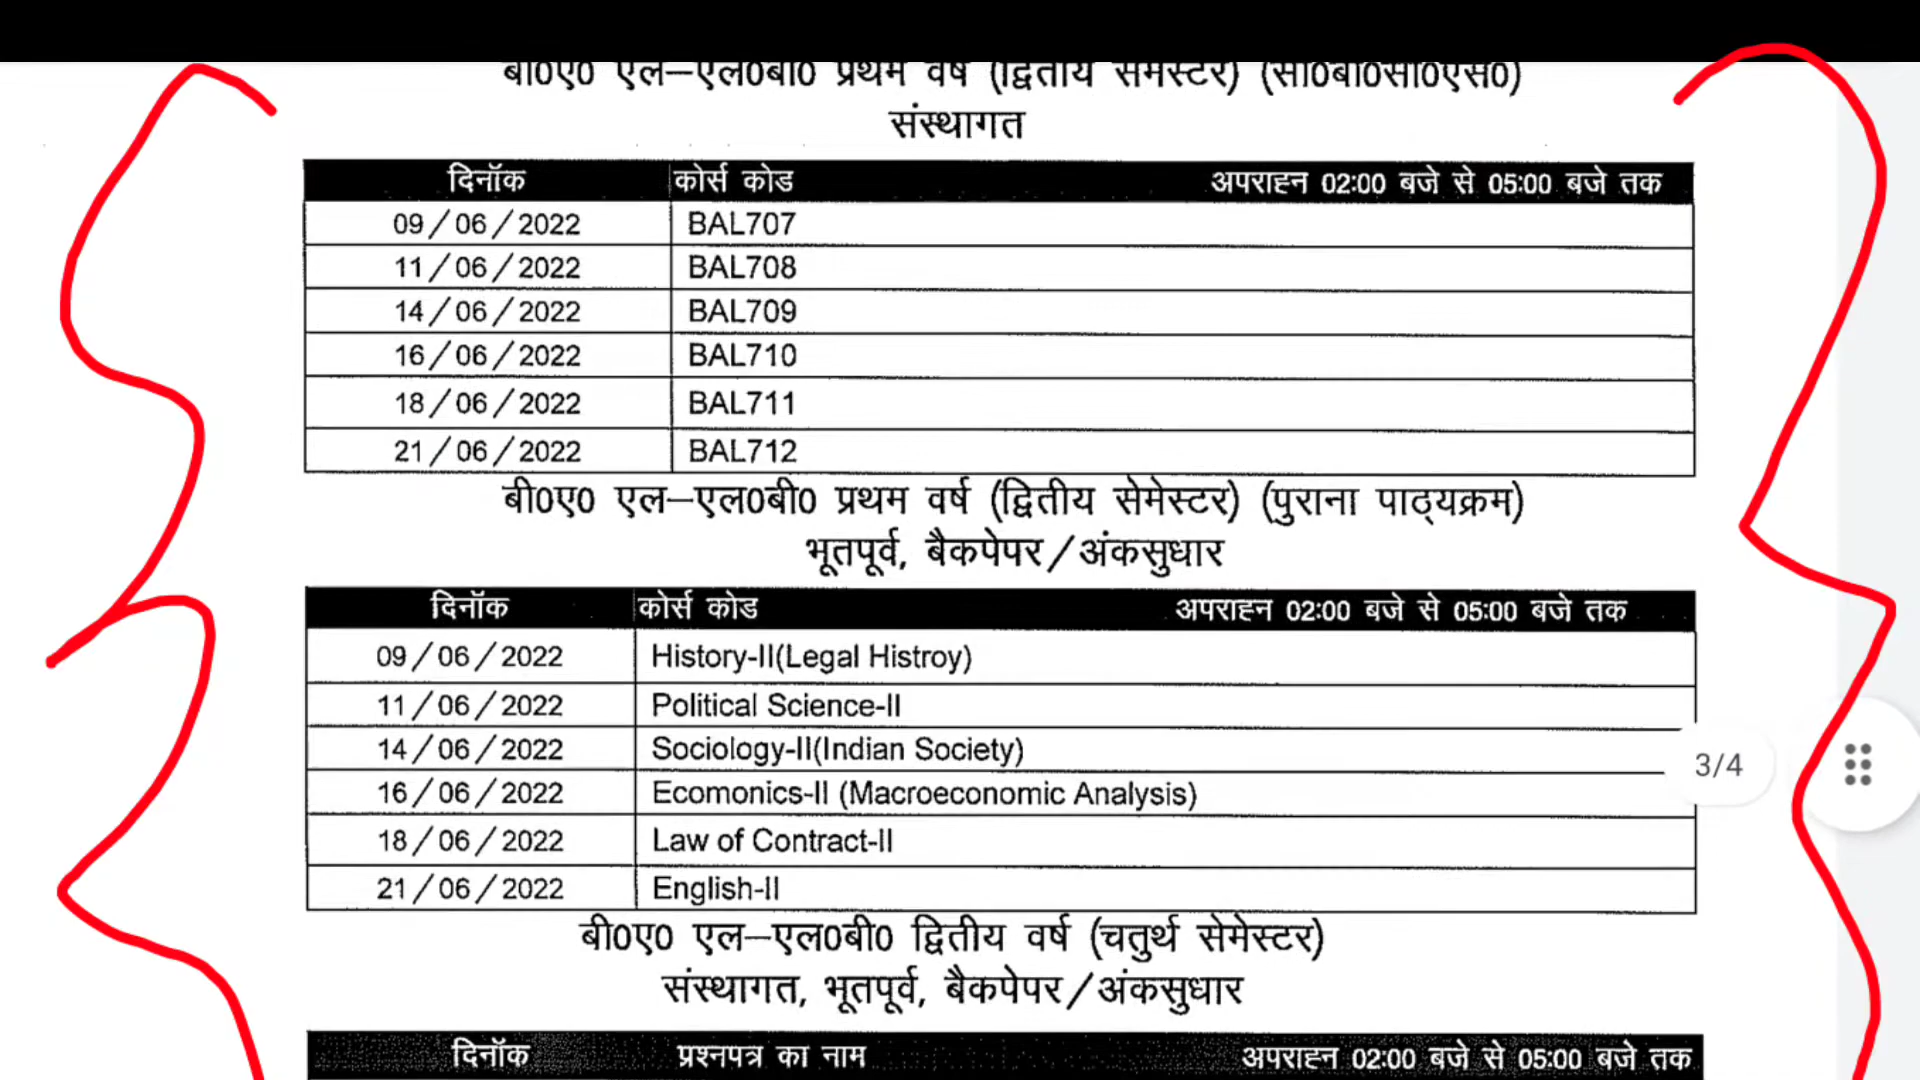 बी0ए0 एल–एल0बी0 प्रथम वर्ष (द्वितीय सेमेस्टर) (सी0बी0सी0एस0)
संस्थागत
दिनॉक कोर्स कोड अपराह्न 02:00 बजे से 05:00 बजे तक
09/06/2022 BAL707
11/06/2022 BAL708
14/06/2022 BAL709
16/06/2022 BAL710
18/06/2022 BAL711
21/06/2022 BAL712
बी0ए0 एल–एल0बी0 प्रथम वर्ष (द्वितीय सेमेस्टर) (पुराना पाठ्यक्रम)
भूतपूर्व, बैकपेपर/अंकसुधार
दिनॉक कोर्स कोड अपराह्न 02:00 बजे से 05:00 बजे तक
09/06/2022 History-II(Legal Histroy)
11/06/2022 Political Science-II
14/06/2022 Sociology-II(Indian Society)
3/4
16/06/2022 Ecomonics-II (Macroeconomic Analysis)
18/06/2022 Law of Contract-II
21/06/2022 English-II
बी0ए0 एल–एल0बी0 द्वितीय वर्ष (चतुर्थ सेमेस्टर)
संस्थागत, भूतपूर्व, बैकपेपर/अंकसुधार
दिनॉक प्रश्नपत्र का नाम अपराह्न 02:00 बजे से 05:00 बजे तक